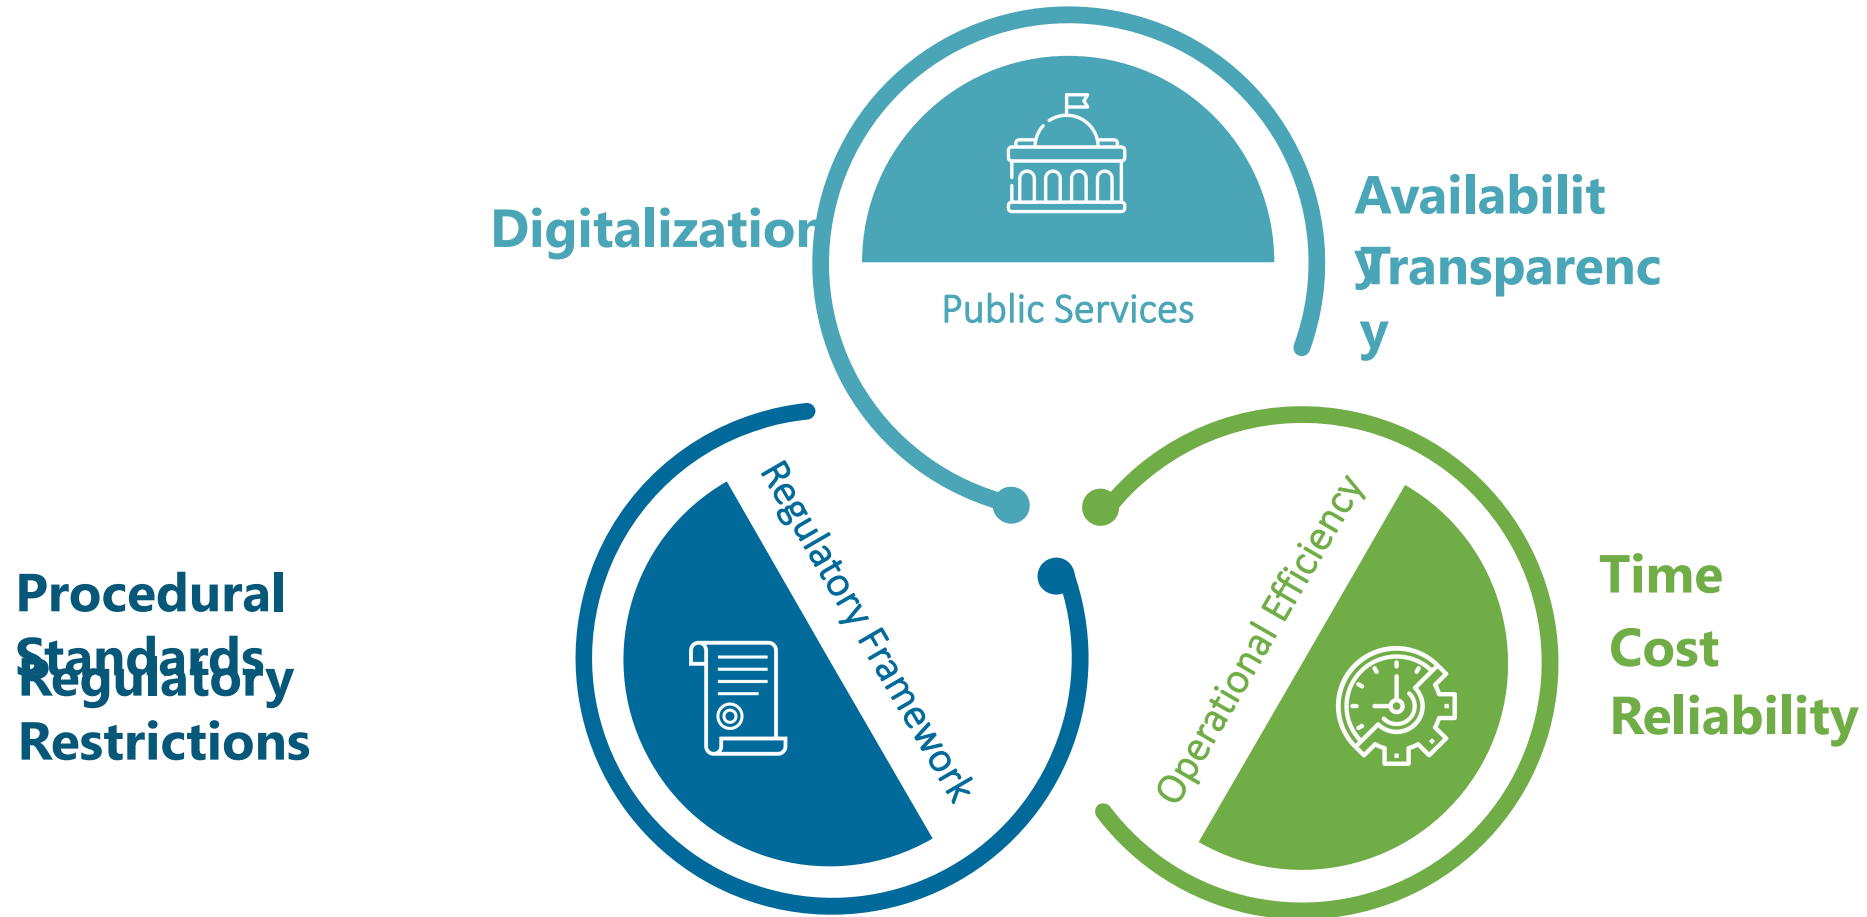 Digitalization
Availabilit
y
Transparenc
y
Public Services
Regulatory Framework
Operational Efficiency
Procedural
Standards
Regulatory
Restrictions
Time
Cost
Reliability